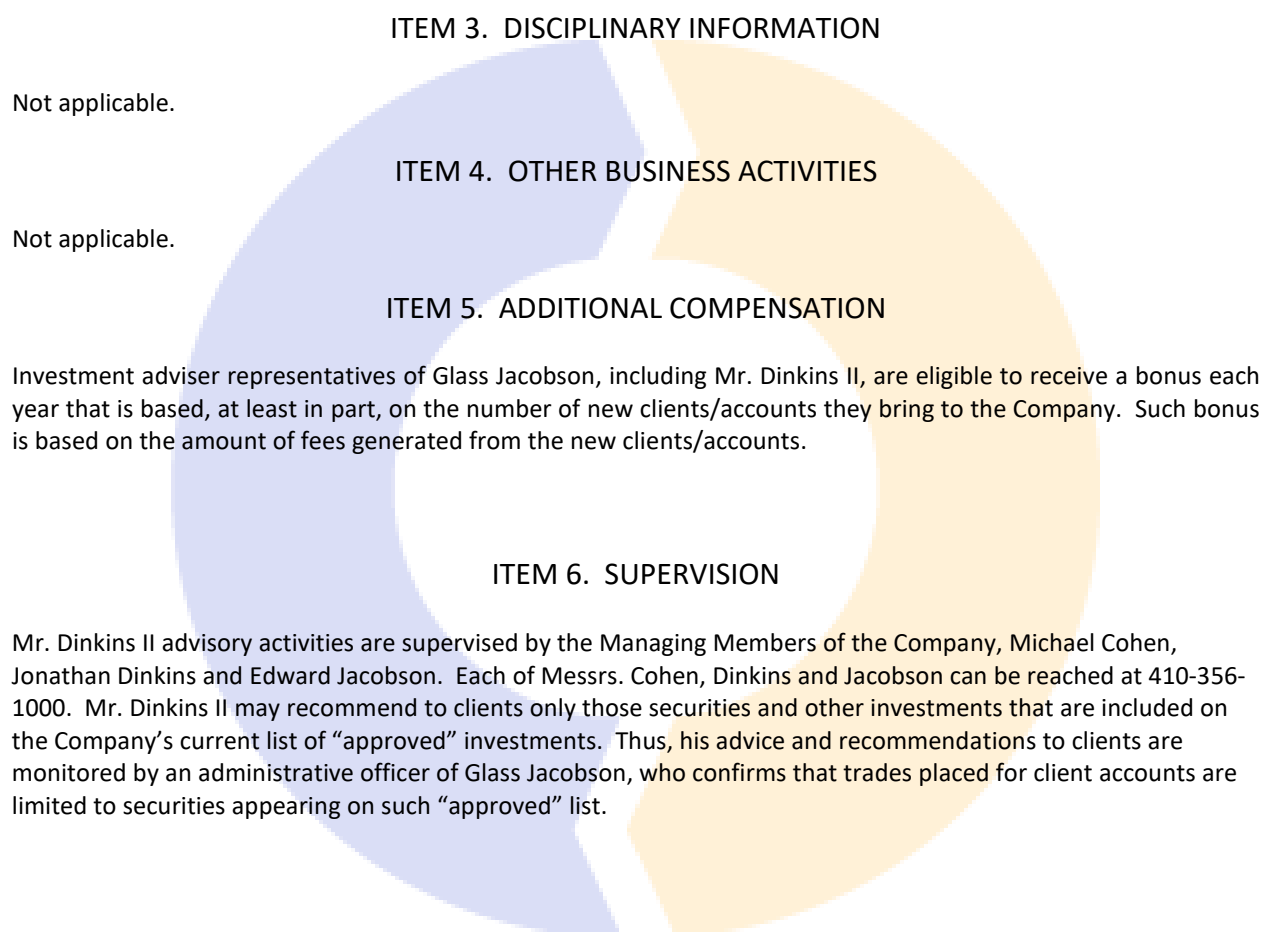 ITEM 3. DISCIPLINARY INFORMATION
Not applicable.
ITEM 4. OTHER BUSINESS ACTIVITIES
Not applicable.
ITEM 5. ADDITIONAL COMPENSATION
Investment adviser representatives of Glass Jacobson, including Mr. Dinkins II, are eligible to receive a bonus each
year that is based, at least in part, on the number of new clients/accounts they bring to the Company. Such bonus
is based on the amount of fees generated from the new clients/accounts.
ITEM 6. SUPERVISION
Mr. Dinkins II advisory activities are supervised by the Managing Members of the Company, Michael Cohen,
Jonathan Dinkins and Edward Jacobson. Each of Messrs. Cohen, Dinkins and Jacobson can be reached at 410-356-
1000. Mr. Dinkins II may recommend to clients only those securities and other investments that are included on
the Company’s current list of “approved” investments. Thus, his advice and recommendations to clients are
monitored by an administrative officer of Glass Jacobson, who confirms that trades placed for client accounts are
limited to securities appearing on such “approved” list.